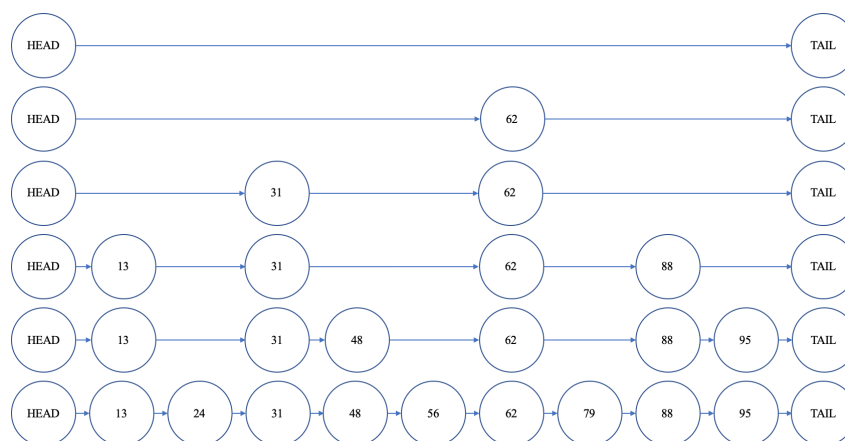 HEAD TAIL
HEAD 62 TAIL
HEAD 31 62 TAIL
HEAD 13 31 62 88 TAIL
HEAD 13 31 48 62 88 95 TAIL
HEAD 13 24 31 48 56 62 79 88 95 TAIL